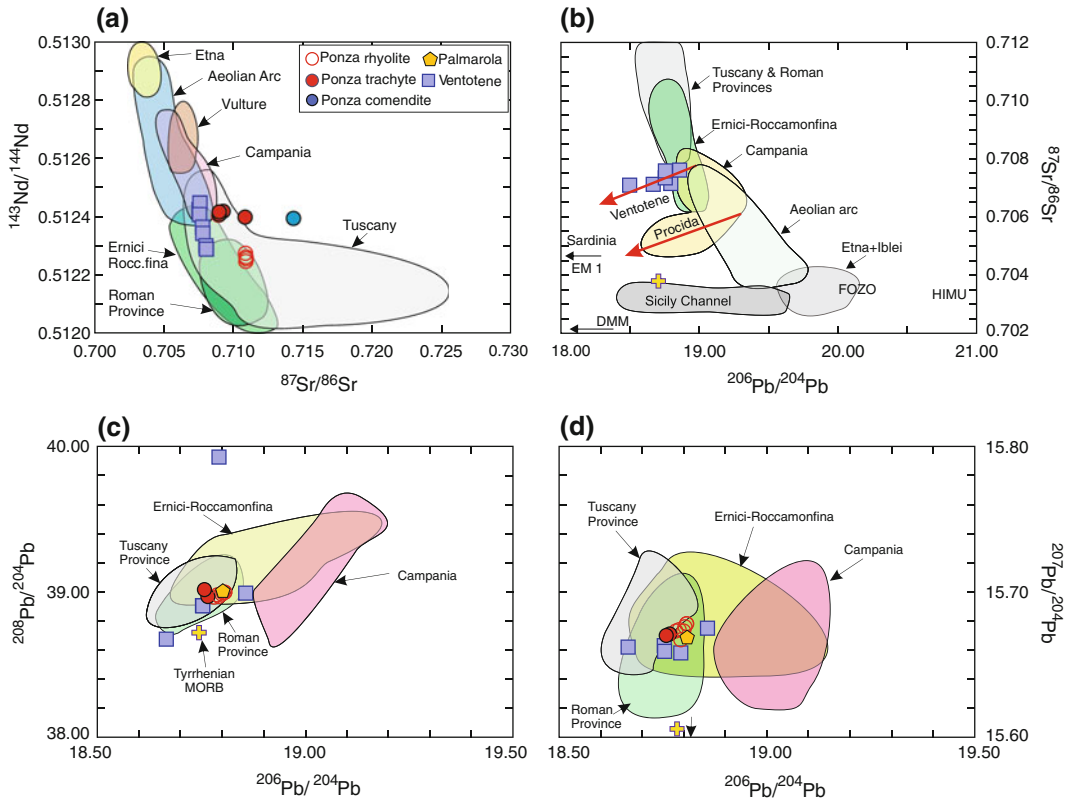 (a)
0.5130
0.5128
0.5126
0.5124
0.5122
0.5120
143Nd/144Nd
Etna
Aeolian Arc
Vulture
Campania
Tuscany
Ernici
Rocc.fina
Roman
Province
Ponza rhyolite
Palmarola
Ponza trachyte
Ventotene
Ponza comendite
0.700
0.705
0.710
0.715
0.720
0.725
0.730
87Sr/86Sr
(b)
0.712
0.710
0.708
0.706
0.704
0.702
87Sr/86Sr
Tuscany & Roman
Provinces
Ernici-Roccamonfina
Campania
Ventotene
Procida
Aeolian arc
Sardinia
EM 1
Etna+Iblei
FOZO
HIMU
Sicily Channel
DMM
18.00
19.00
20.00
21.00
206Pb/204Pb
(c)
40.00
39.00
38.00
208Pb/204Pb
Ernici-Roccamonfina
Tuscany
Province
Campania
Roman
Province
Tyrrhenian
MORB
18.50
19.00
19.50
206Pb/ 204Pb
(d)
15.80
15.70
15.60
207Pb/204Pb
Tuscany
Province
Ernici-Roccamonfina
Campania
Roman
Province
18.50
19.00
19.50
206Pb/ 204Pb